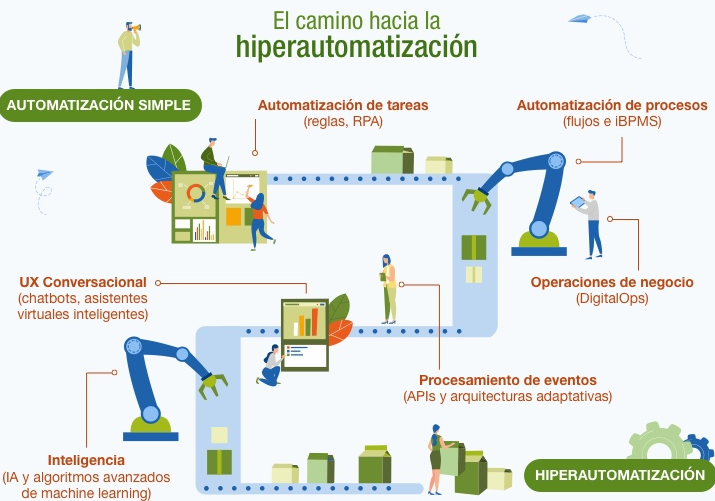 El camino hacia la
hiperautomatización
AUTOMATIZACIÓN SIMPLE
Automatización de tareas
(reglas, RPA)
Automatización de procesos
(flujos e iBPMS)
Operaciones de negocio
(DigitalOps)
UX Conversacional
(chatbots, asistentes
virtuales inteligentes)
Procesamiento de eventos
(APIs y arquitecturas adaptativas)
Inteligencia
(IA y algoritmos avanzados
de machine learning)
HIPERAUTOMATIZACIÓN